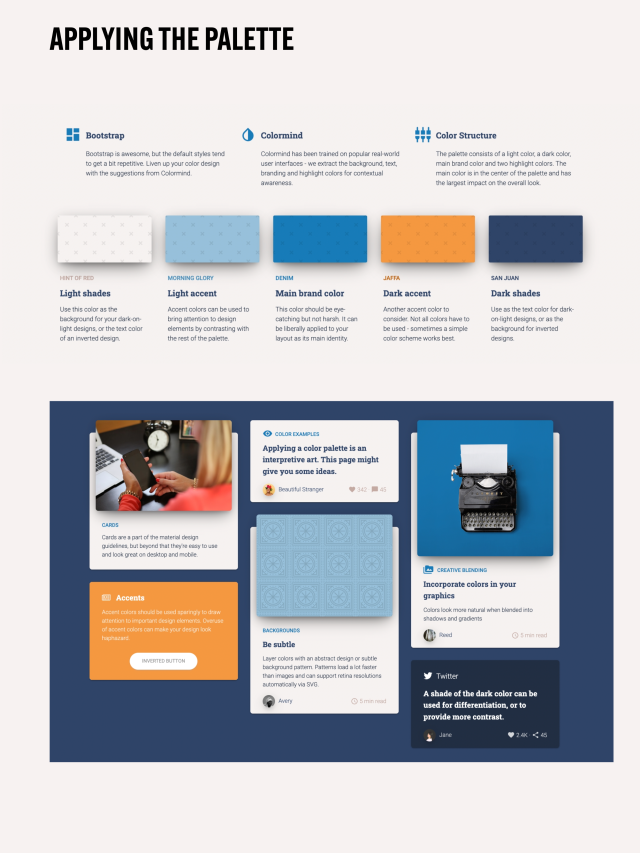 APPLYING THE PALETTE
Bootstrap
Bootstrap is awesome, but the default styles tend
to get a bit repetitive. Liven up your color design
with the suggestions from Colormind.
Colormind
Colormind has been trained on popular real-world
user interfaces - we extract the background, text,
branding and highlight colors for contextual
awareness.
Color Structure
The palette consists of a light color, a dark color,
main brand color and two highlight colors. The
main color is in the center of the palette and has
the largest impact on the overall look.
HINT OF RED
Light shades
Use this color as the
background for your dark-on-
light designs, or the text color
of an inverted design.
MORNING GLORY
Light accent
Accent colors can be used to
bring attention to design
elements by contrasting with
the rest of the palette.
DENIM
Main brand color
This color should be eye-
catching but not harsh. It can
be liberally applied to your
layout as its main identity.
JAFFA
Dark accent
Another accent color to
consider. Not all colors have to
be used - sometimes a simple
color scheme works best.
SAN JUAN
Dark shades
Use as the text color for dark-
on-light designs, or as the
background for inverted
designs.
CARDS
Cards are a part of the material design
guidelines, but beyond that they're easy to use
and look great on desktop and mobile.
Accents
Accent colors should be used sparingly to draw
attention to important design elements. Overuse
of accent colors can make your design look
haphazard.
INVERTED BUTTON
COLOR EXAMPLES
Applying a color palette is an
interpretive art. This page might
give you some ideas.
Beautiful Stranger
342
45
BACKGROUNDS
Be subtle
Layer colors with an abstract design or subtle
background pattern. Patterns load a lot faster
than images and can support retina resolutions
automatically via SVG.
Avery
5 min read
CREATIVE BLENDING
Incorporate colors in your
graphics
Colors look more natural when blended into
shadows and gradients
Reed
5 min read
Twitter
A shade of the dark color can be
used for differentiation, or to
provide more contrast.
Jane
2.4K · 45